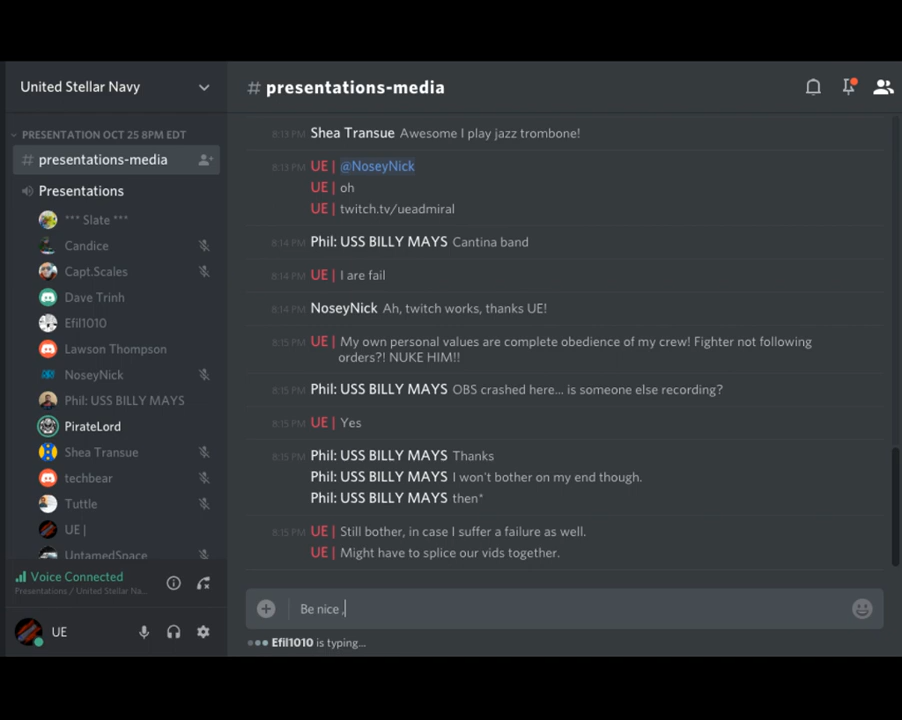 United Stellar Navy
# presentations-media
PRESENTATION OCT 25 8PM EDT
# presentations-media
Presentations
*** Slate ***
Candice
Capt.Scales
Dave Trinh
Efil1010
Lawson Thompson
NoseyNick
Phil: USS BILLY MAYS
PirateLord
Shea Transue
techbear
Tuttle
UE |
UntamedSpace
Voice Connected
Presentations / United Stellar Na...
UE
8:13 PM Shea Transue Awesome I play jazz trombone!
8:13 PM UE | @NoseyNick
UE | oh
UE | twitch.tv/ueadmiral
8:14 PM Phil: USS BILLY MAYS Cantina band
8:14 PM UE | I are fail
8:14 PM NoseyNick Ah, twitch works, thanks UE!
8:15 PM UE | My own personal values are complete obedience of my crew! Fighter not following
orders?! NUKE HIM!!
8:15 PM Phil: USS BILLY MAYS OBS crashed here... is someone else recording?
8:15 PM UE | Yes
8:15 PM Phil: USS BILLY MAYS Thanks
Phil: USS BILLY MAYS I won't bother on my end though.
Phil: USS BILLY MAYS then*
8:15 PM UE | Still bother, in case I suffer a failure as well.
UE | Might have to splice our vids together.
Be nice ,
Efil1010 is typing...